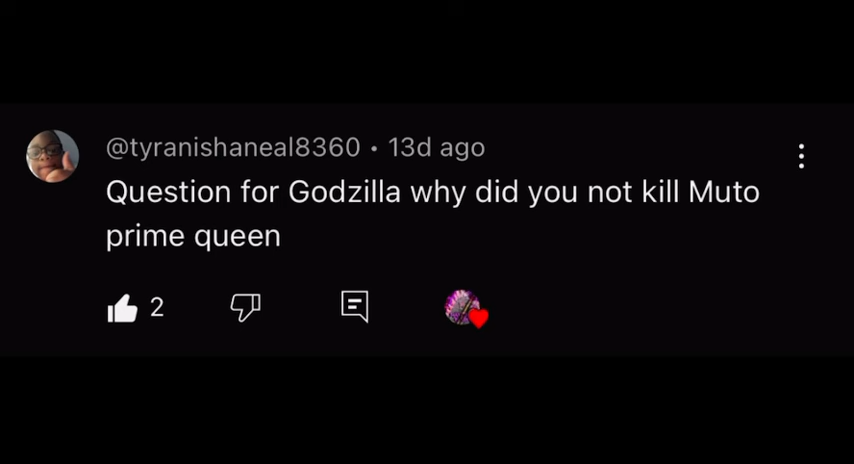 @tyranishaneal8360 • 13d ago
Question for Godzilla why did you not kill Muto
prime queen
2